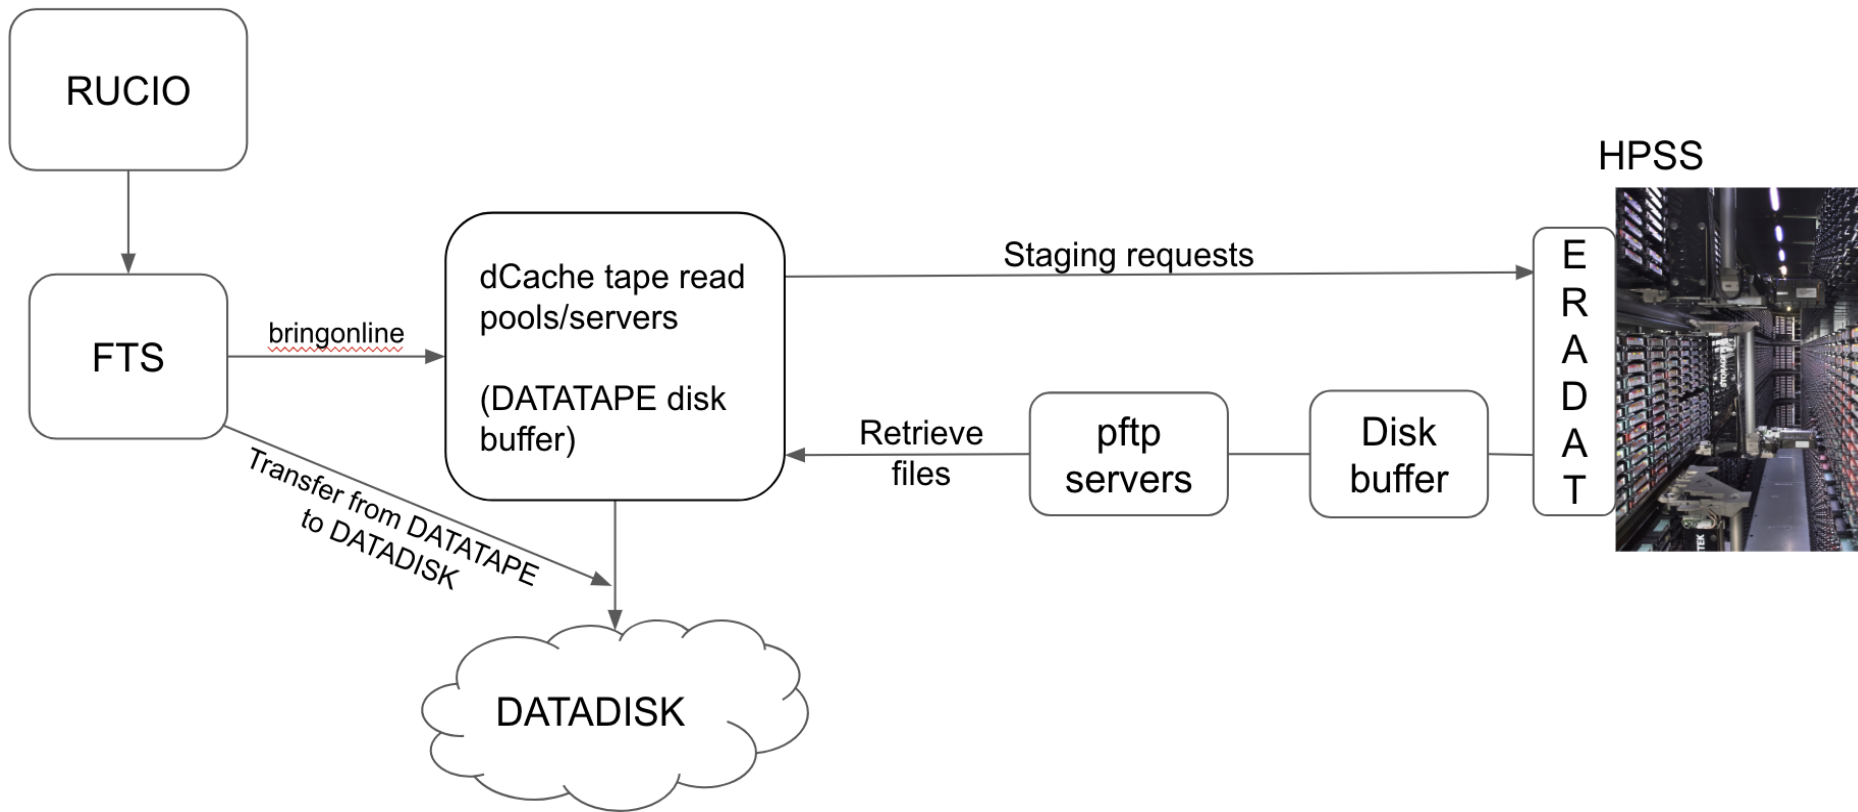 RUCIO
HPSS
FTS
bringonline
dCache tape read
pools/servers
(DATATAPE disk
buffer)
Staging requests
E
R
A
D
A
T
Retrieve
files
pftp
servers
Disk
buffer
Transfer from DATATAPE
to DATADISK
DATADISK